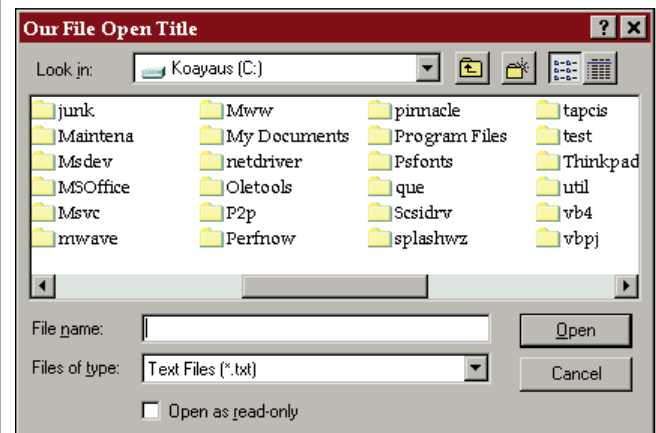 Our File Open Title
Look in: Koayaus (C:)
junk Mww pinnacle tapcis
Maintena My Documents Program Files test
Msdev netdriver Psfonts Thinkpad
MSOffice Oletools que util
Msvc P2p Scsidrv vb4
mwave Perfnow splashwz vbpj
File name: Open
Files of type: Text Files (*.txt) Cancel
Open as read-only